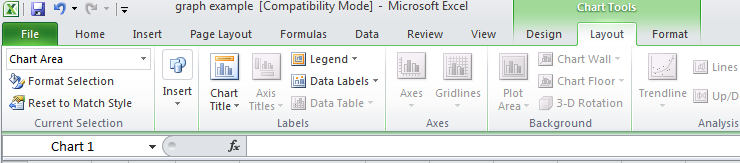 graph example [Compatibility Mode] - Microsoft Excel
Chart Tools
File Home Insert Page Layout Formulas Data Review View Design Layout Format
Chart Area
Format Selection
Reset to Match Style
Current Selection
Insert
Chart Title
Axis Titles
Legend
Data Labels
Data Table
Labels
Axes
Gridlines
Axes
Plot Area
Chart Wall
Chart Floor
3-D Rotation
Background
Trendline
Lines
Up/D
Analysis
Chart 1
fx